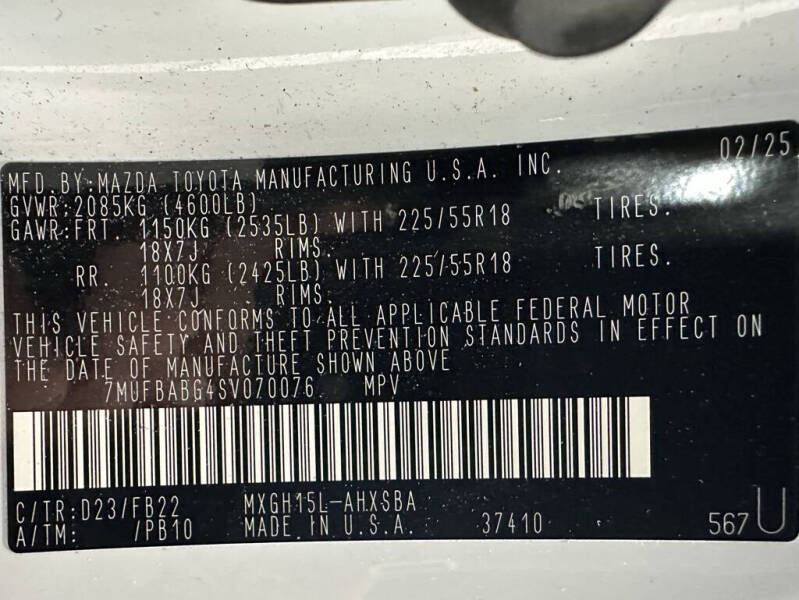 02/25
MFD.BY:MAZDA TOYOTA MANUFACTURING U.S.A. INC.
GVWR:2085KG (4600LB)
GAWR:FRT. 1150KG (2535LB) WITH 225/55R18 TIRES.
18X7J RIMS.
RR. 1100KG (2425LB) WITH 225/55R18 TIRES.
18X7J RIMS.
THIS VEHICLE CONFORMS TO ALL APPLICABLE FEDERAL MOTOR
VEHICLE SAFETY AND THEFT PREVENTION STANDARDS IN EFFECT ON
THE DATE OF MANUFACTURE SHOWN ABOVE
7MUFBABG4SV070076 MPV
C/TR:D23/FB22 MXGH15L-AHXSBA
A/TM: /PB10 MADE IN U.S.A. 37410 567 U